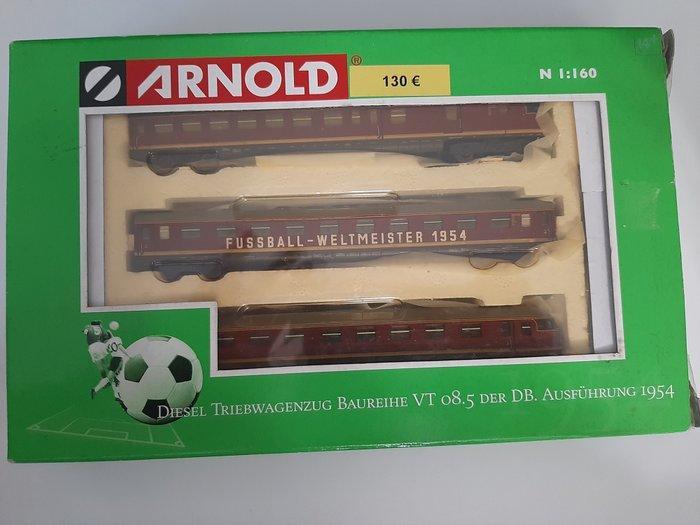 ARNOLD ®
130 €
N 1:160
FUSSBALL-WELTMEISTER 1954
DIESEL TRIEBWAGENZUG BAUREIHE VT 08.5 DER DB. AUSFÜHRUNG 1954